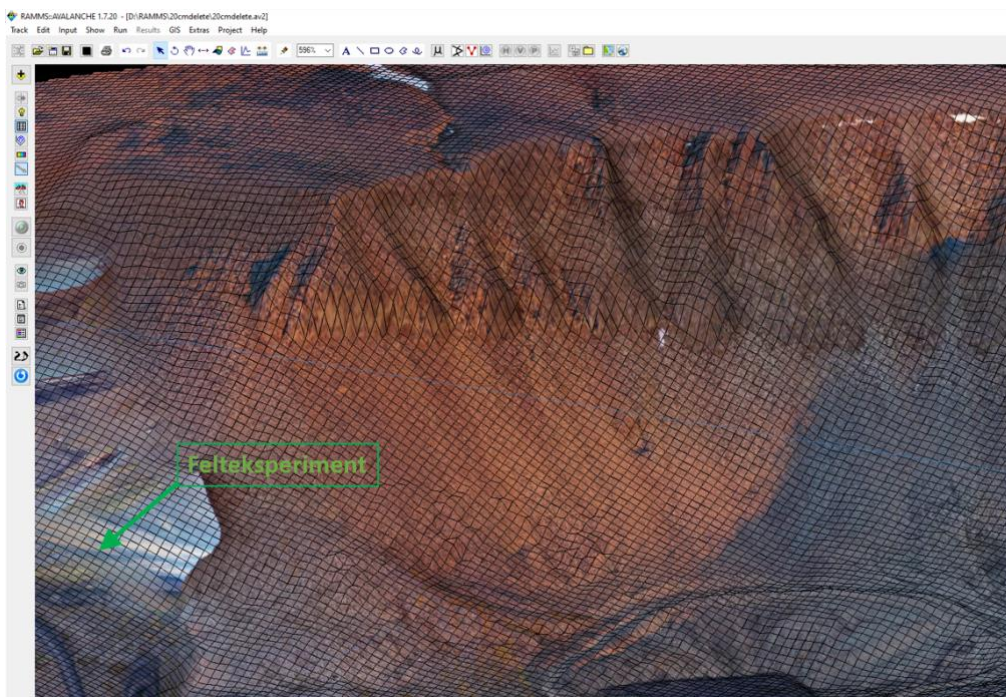 RAMMS::AVALANCHE 1.7.20 - [D:\RAMMS\20cmdelete\20cmdelete.av2]
Track Edit Input Show Run Results GIS Extras Project Help
596%
A
μ
H V P
Felteksperiment